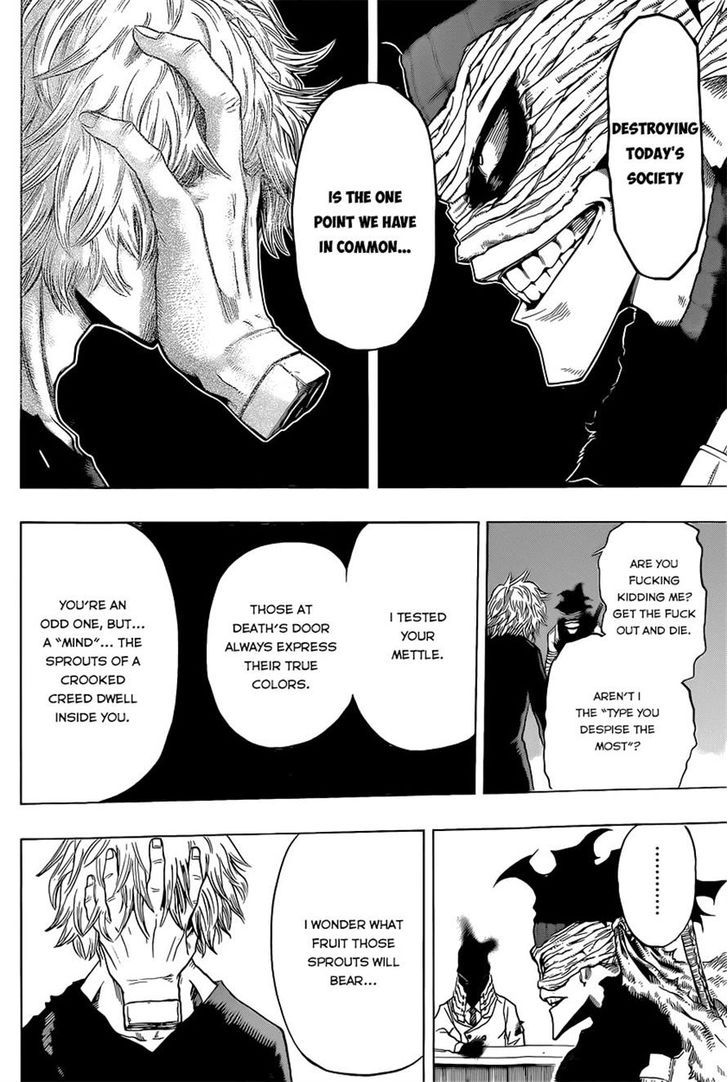 DESTROYING
TODAY'S
SOCIETY
IS THE ONE
POINT WE HAVE
IN COMMON...
ARE YOU
FUCKING
KIDDING ME?
GET THE FUCK
OUT AND DIE.
AREN'T I
THE "TYPE YOU
DESPISE THE
MOST"?
I TESTED
YOUR
METTLE.
THOSE AT
DEATH'S DOOR
ALWAYS EXPRESS
THEIR TRUE
COLORS.
YOU'RE AN
ODD ONE, BUT...
A "MIND"... THE
SPROUTS OF A
CROOKED
CREED DWELL
INSIDE YOU.
........
I WONDER WHAT
FRUIT THOSE
SPROUTS WILL
BEAR...